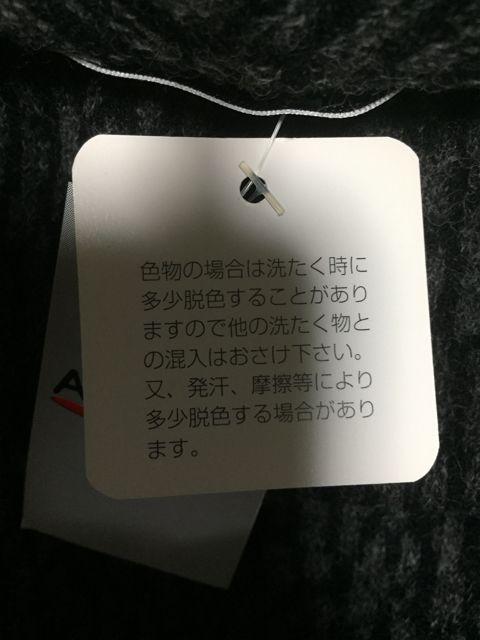 色物の場合は洗たく時に
多少脱色することがあり
ますので他の洗たく物と
の混入はおさけ下さい。
又、発汗、摩擦等により
多少脱色する場合があり
ます。
A